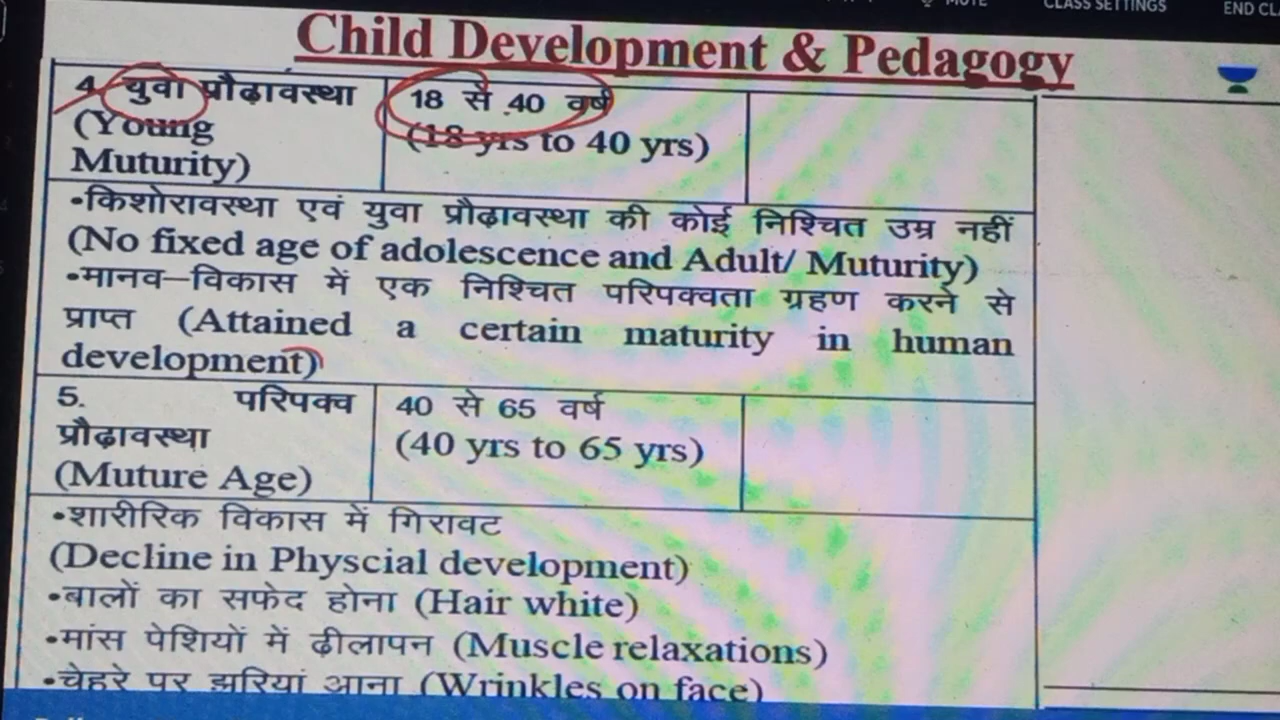 MUTE CLASS SETTINGS
Child Development & Pedagogy
4. युवा प्रौढ़ावस्था
(Young
Muturity)
18 से 40 वर्ष
(18 yrs to 40 yrs)
•किशोरावस्था एवं युवा प्रौढ़ावस्था की कोई निश्चित उम्र नहीं
(No fixed age of adolescence and Adult/ Muturity)
•मानव–विकास में एक निश्चित परिपक्वता ग्रहण करने से
प्राप्त (Attained a certain maturity in human
development)
5. परिपक्व
प्रौढ़ावस्था
(Muture Age)
40 से 65 वर्ष
(40 yrs to 65 yrs)
•शारीरिक विकास में गिरावट
(Decline in Physcial development)
•बालों का सफेद होना (Hair white)
•मांस पेशियों में ढ़ीलापन (Muscle relaxations)
•चेहरे पर झुरियां आना (Wrinkles on face)